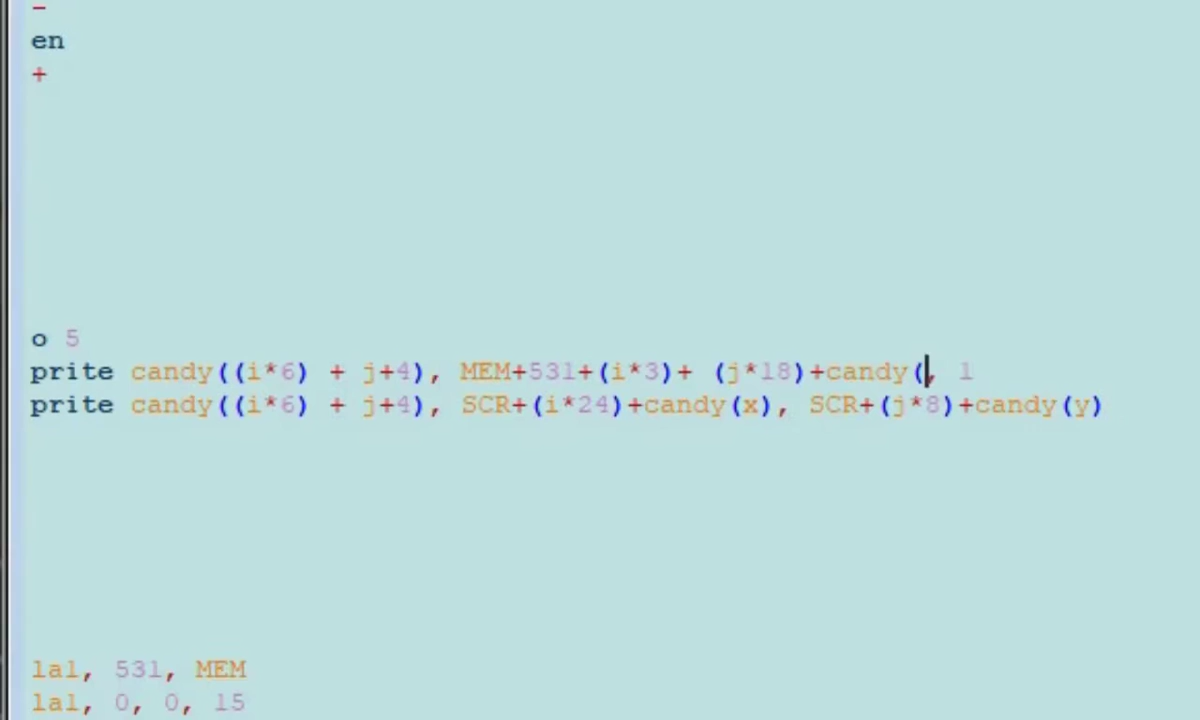 -
en
+
o 5
prite candy((i*6) + j+4), MEM+531+(i*3)+ (j*18)+candy(, 1
prite candy((i*6) + j+4), SCR+(i*24)+candy(x), SCR+(j*8)+candy(y)
lal, 531, MEM
lal, 0, 0, 15